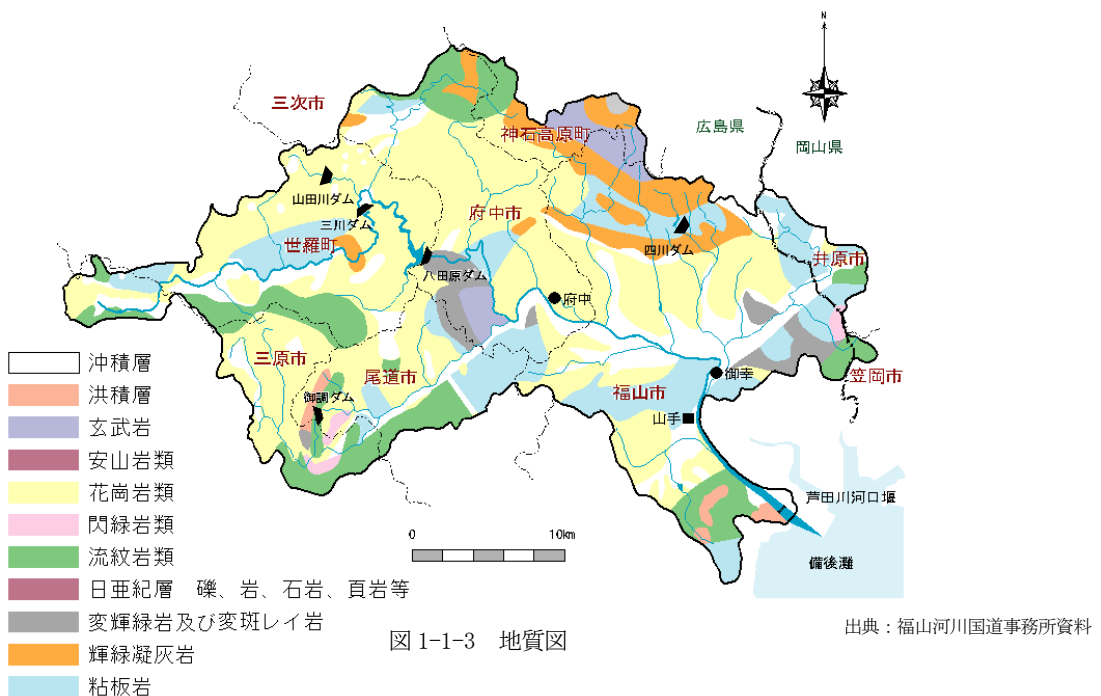 N
三次市
神石高原町
広島県
岡山県
山田川ダム
三川ダム
府中市
世羅町
四川ダム
井原市
八田原ダム
府中
三原市
尾道市
御調ダム
福山市
御幸
笠岡市
山手
芦田川河口堰
備後灘
0 10km
沖積層
洪積層
玄武岩
安山岩類
花崗岩類
閃緑岩類
流紋岩類
日亜紀層 礫、岩、石岩、頁岩等
変輝緑岩及び変斑レイ岩
輝緑凝灰岩
粘板岩
図 1-1-3 地質図
出典：福山河川国道事務所資料